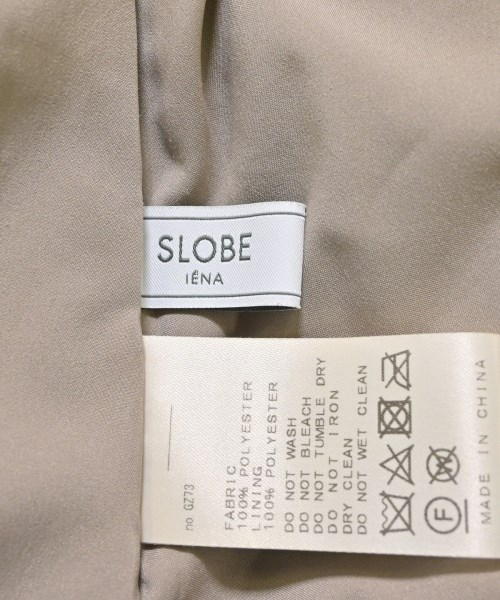 SLOBE
IÉNA
no GZ73
FABRIC
100% POLYESTER
LINING
100% POLYESTER
DO NOT WASH
DO NOT BLEACH
DO NOT TUMBLE DRY
DO NOT IRON
DRY CLEAN
DO NOT WET CLEAN
F
W
MADE IN CHINA